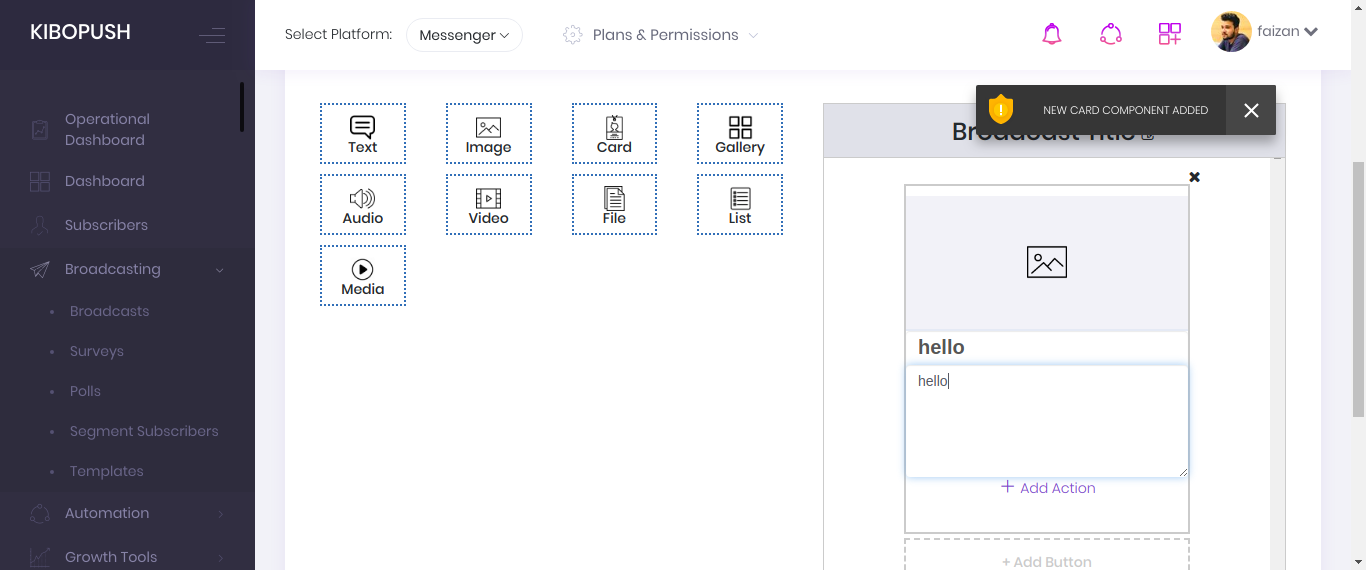 KIBOPUSH
Select Platform: Messenger
Plans & Permissions
faizan
Operational
Dashboard
Dashboard
Subscribers
Broadcasting
Broadcasts
Surveys
Polls
Segment Subscribers
Templates
Automation
Growth Tools
Text
Image
Card
Gallery
Audio
Video
File
List
Media
NEW CARD COMPONENT ADDED
Broadcast Title
hello
hello
+ Add Action
+ Add Button